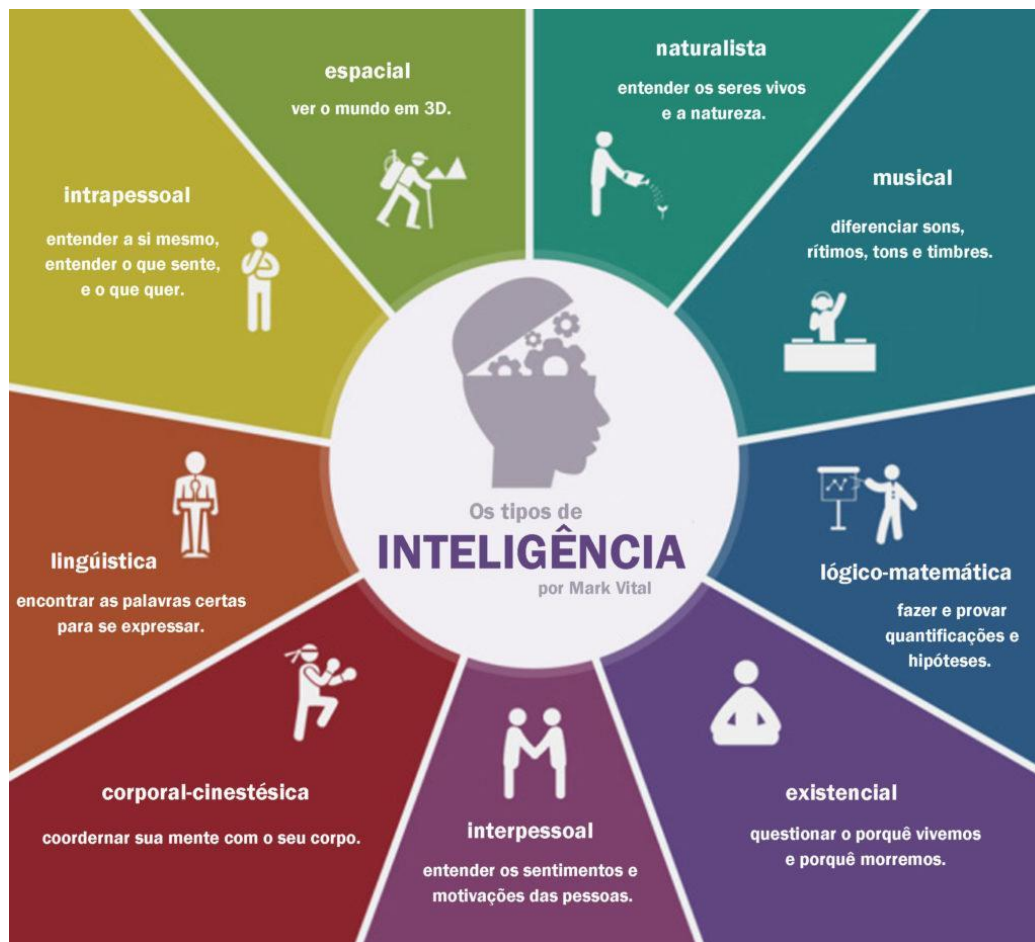 naturalista
entender os seres vivos
e a natureza.
musical
diferenciar sons,
rítimos, tons e timbres.
lógico-matemática
fazer e provar
quantificações e
hipóteses.
existencial
questionar o porquê vivemos
e porquê morremos.
interpessoal
entender os sentimentos e
motivações das pessoas.
corporal-cinestésica
coordernar sua mente com o seu corpo.
lingúistica
encontrar as palavras certas
para se expressar.
intrapessoal
entender a si mesmo,
entender o que sente,
e o que quer.
espacial
ver o mundo em 3D.
Os tipos de
INTELIGÊNCIA
por Mark Vital